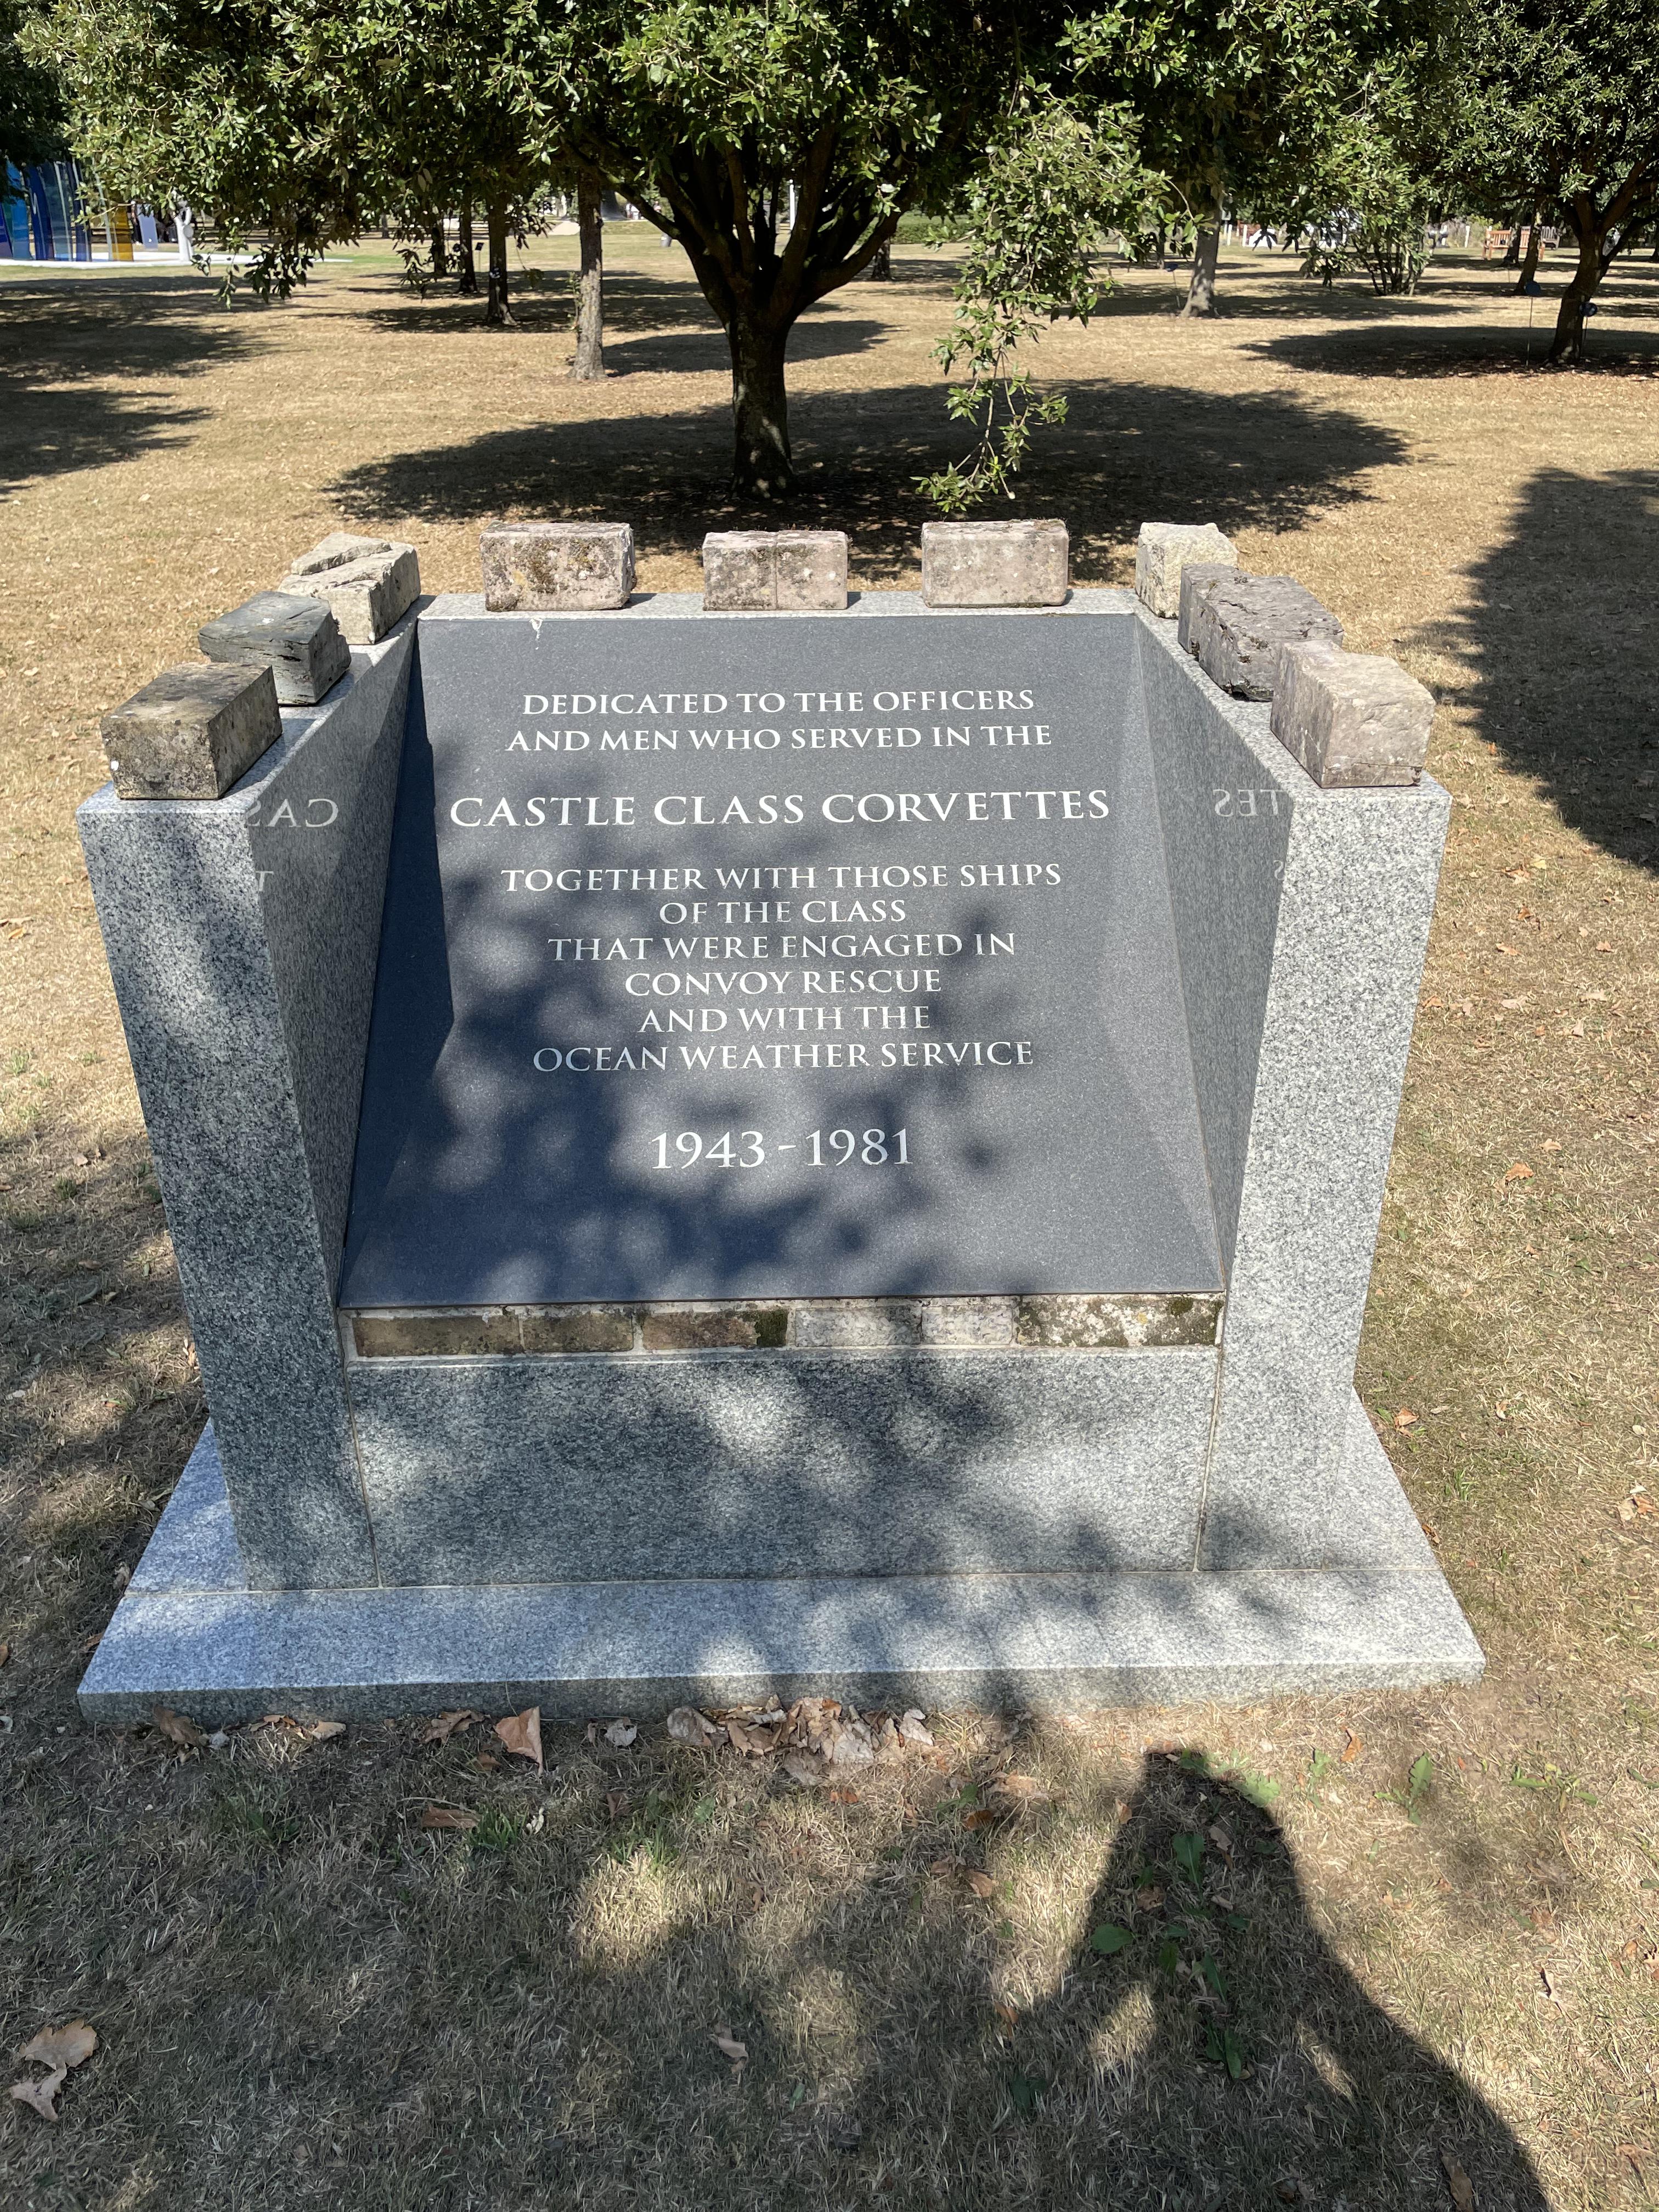 DEDICATED TO THE OFFICERS
AND MEN WHO SERVED IN THE
CASTLE CLASS CORVETTES
TOGETHER WITH THOSE SHIPS
OF THE CLASS
THAT WERE ENGAGED IN
CONVOY RESCUE
AND WITH THE
OCEAN WEATHER SERVICE
1943 - 1981